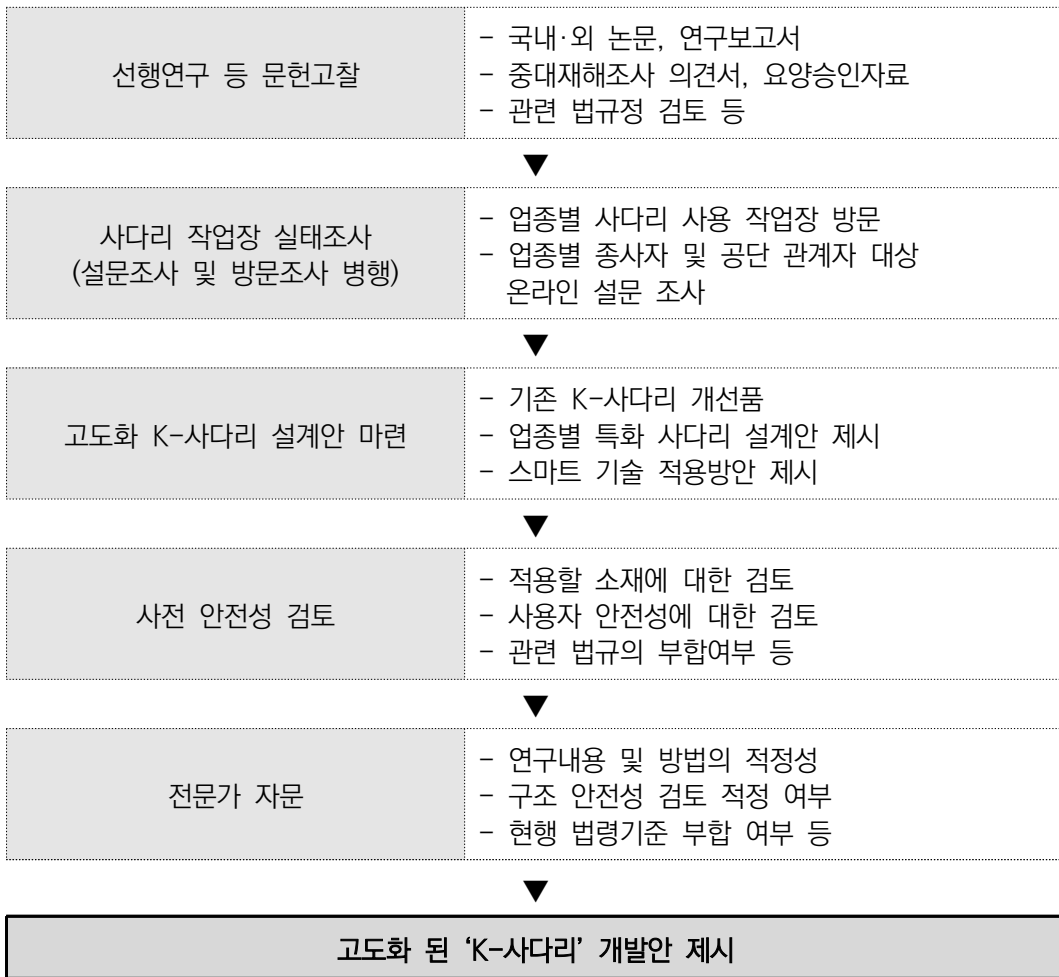 선행연구 등 문헌고찰
- 국내·외 논문, 연구보고서
- 중대재해조사 의견서, 요양승인자료
- 관련 법규정 검토 등
▼
사다리 작업장 실태조사
(설문조사 및 방문조사 병행)
- 업종별 사다리 사용 작업장 방문
- 업종별 종사자 및 공단 관계자 대상
온라인 설문 조사
▼
고도화 K-사다리 설계안 마련
- 기존 K-사다리 개선품
- 업종별 특화 사다리 설계안 제시
- 스마트 기술 적용방안 제시
▼
사전 안전성 검토
- 적용할 소재에 대한 검토
- 사용자 안전성에 대한 검토
- 관련 법규의 부합여부 등
▼
전문가 자문
- 연구내용 및 방법의 적정성
- 구조 안전성 검토 적정 여부
- 현행 법령기준 부합 여부 등
▼
고도화 된 ‘K-사다리’ 개발안 제시